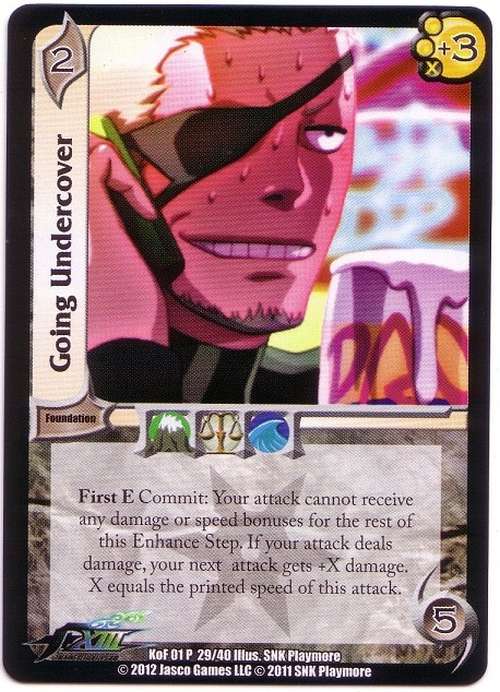 2
+3
X
Going Undercover
Foundation
First E Commit: Your attack cannot receive
any damage or speed bonuses for the rest of
this Enhance Step. If your attack deals
damage, your next attack gets +X damage.
X equals the printed speed of this attack.
5
XIII
KoF 01 P 29/40 Illus. SNK Playmore
© 2012 Jasco Games LLC © 2011 SNK Playmore